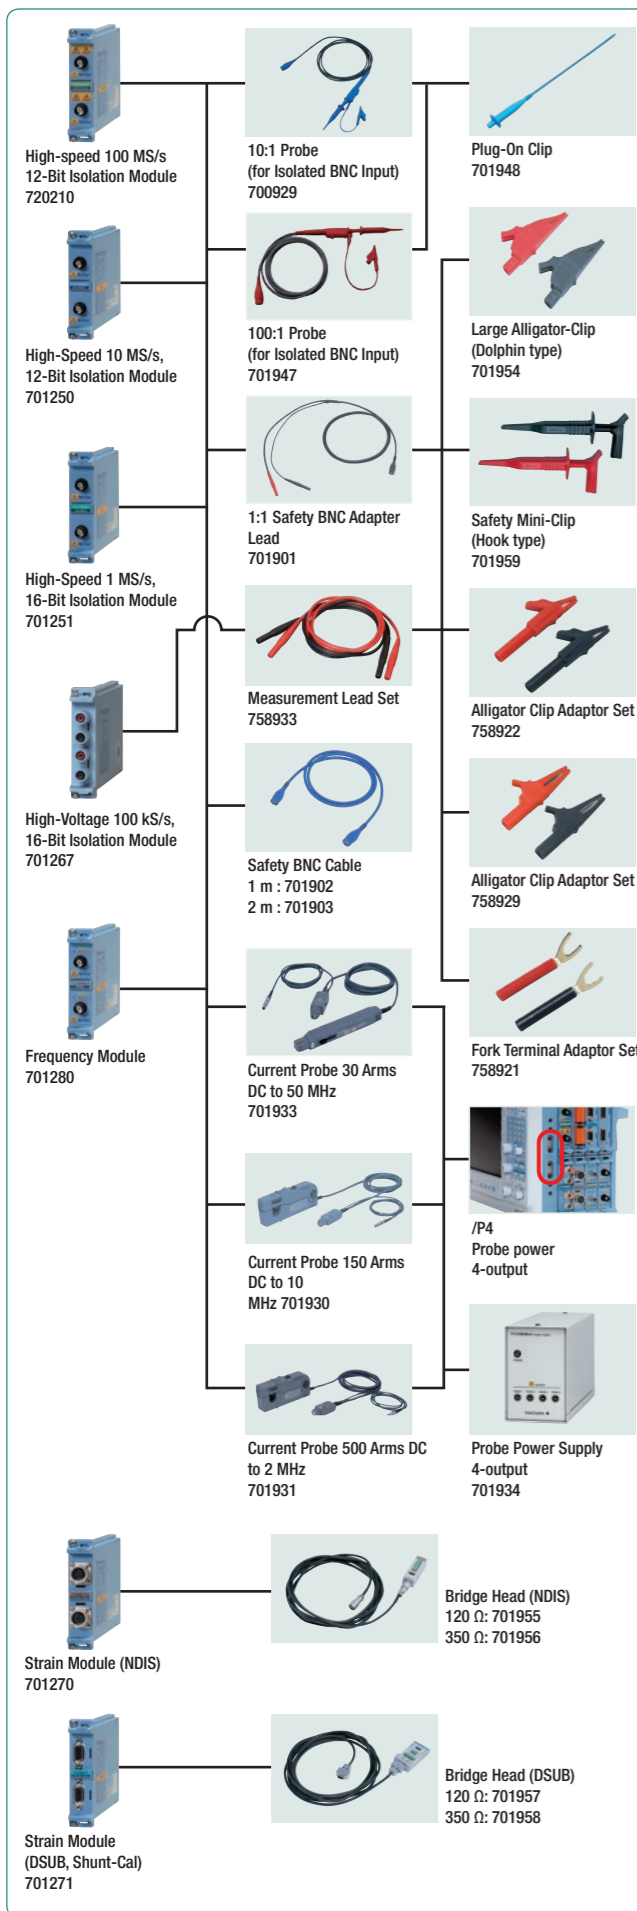 High-speed 100 MS/s
12-Bit Isolation Module
720210
10:1 Probe
(for Isolated BNC Input)
700929
Plug-On Clip
701948
High-Speed 10 MS/s,
12-Bit Isolation Module
701250
100:1 Probe
(for Isolated BNC Input)
701947
Large Alligator-Clip
(Dolphin type)
701954
High-Speed 1 MS/s,
16-Bit Isolation Module
701251
1:1 Safety BNC Adapter
Lead
701901
Safety Mini-Clip
(Hook type)
701959
High-Voltage 100 kS/s,
16-Bit Isolation Module
701267
Measurement Lead Set
758933
Alligator Clip Adaptor Set
758922
Safety BNC Cable
1 m : 701902
2 m : 701903
Alligator Clip Adaptor Set
758929
Frequency Module
701280
Current Probe 30 Arms
DC to 50 MHz
701933
Fork Terminal Adaptor Set
758921
Current Probe 150 Arms
DC to 10
MHz 701930
/P4
Probe power
4-output
Current Probe 500 Arms DC
to 2 MHz
701931
Probe Power Supply
4-output
701934
Strain Module (NDIS)
701270
Bridge Head (NDIS)
120 Ω: 701955
350 Ω: 701956
Strain Module
(DSUB, Shunt-Cal)
701271
Bridge Head (DSUB)
120 Ω: 701957
350 Ω: 701958